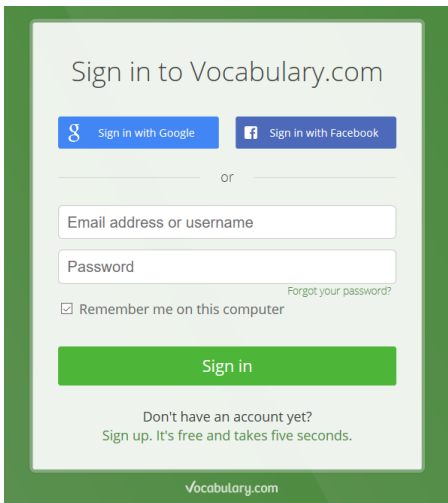 Sign in to Vocabulary.com
g Sign in with Google
f Sign in with Facebook
or
Email address or username
Password
Forgot your password?
Remember me on this computer
Sign in
Don't have an account yet?
Sign up. It's free and takes five seconds.
Vocabulary.com